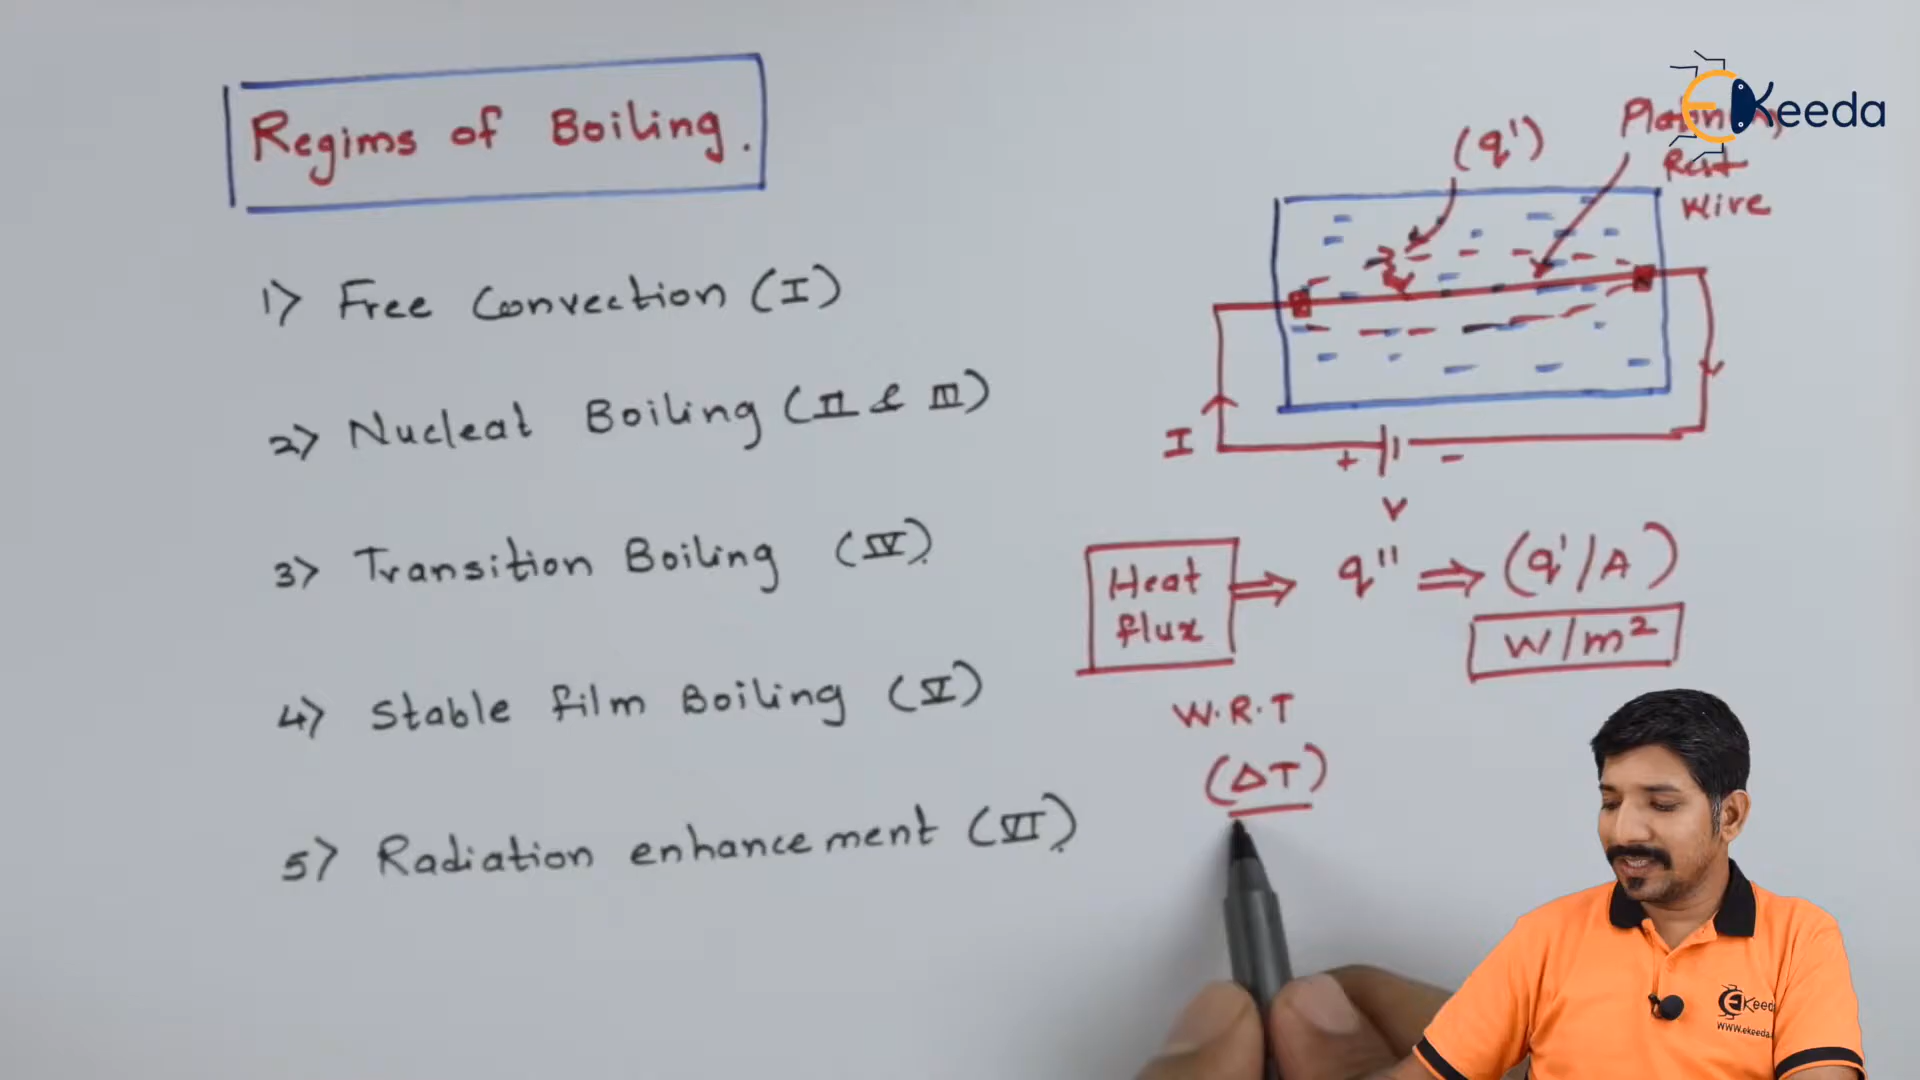 Regims of Boiling.
1) Free Convection (I)
2) Nucleat Boiling (II & III)
3) Transition Boiling (IV)
4) Stable film Boiling (V)
5) Radiation enhancement (VI)
Keeda
(q')
Wire
I
+ -
V
Heat
flux
⇒ q'' ⇒ (q'/A)
W/m²
W.R.T
(ΔT)
Keeda